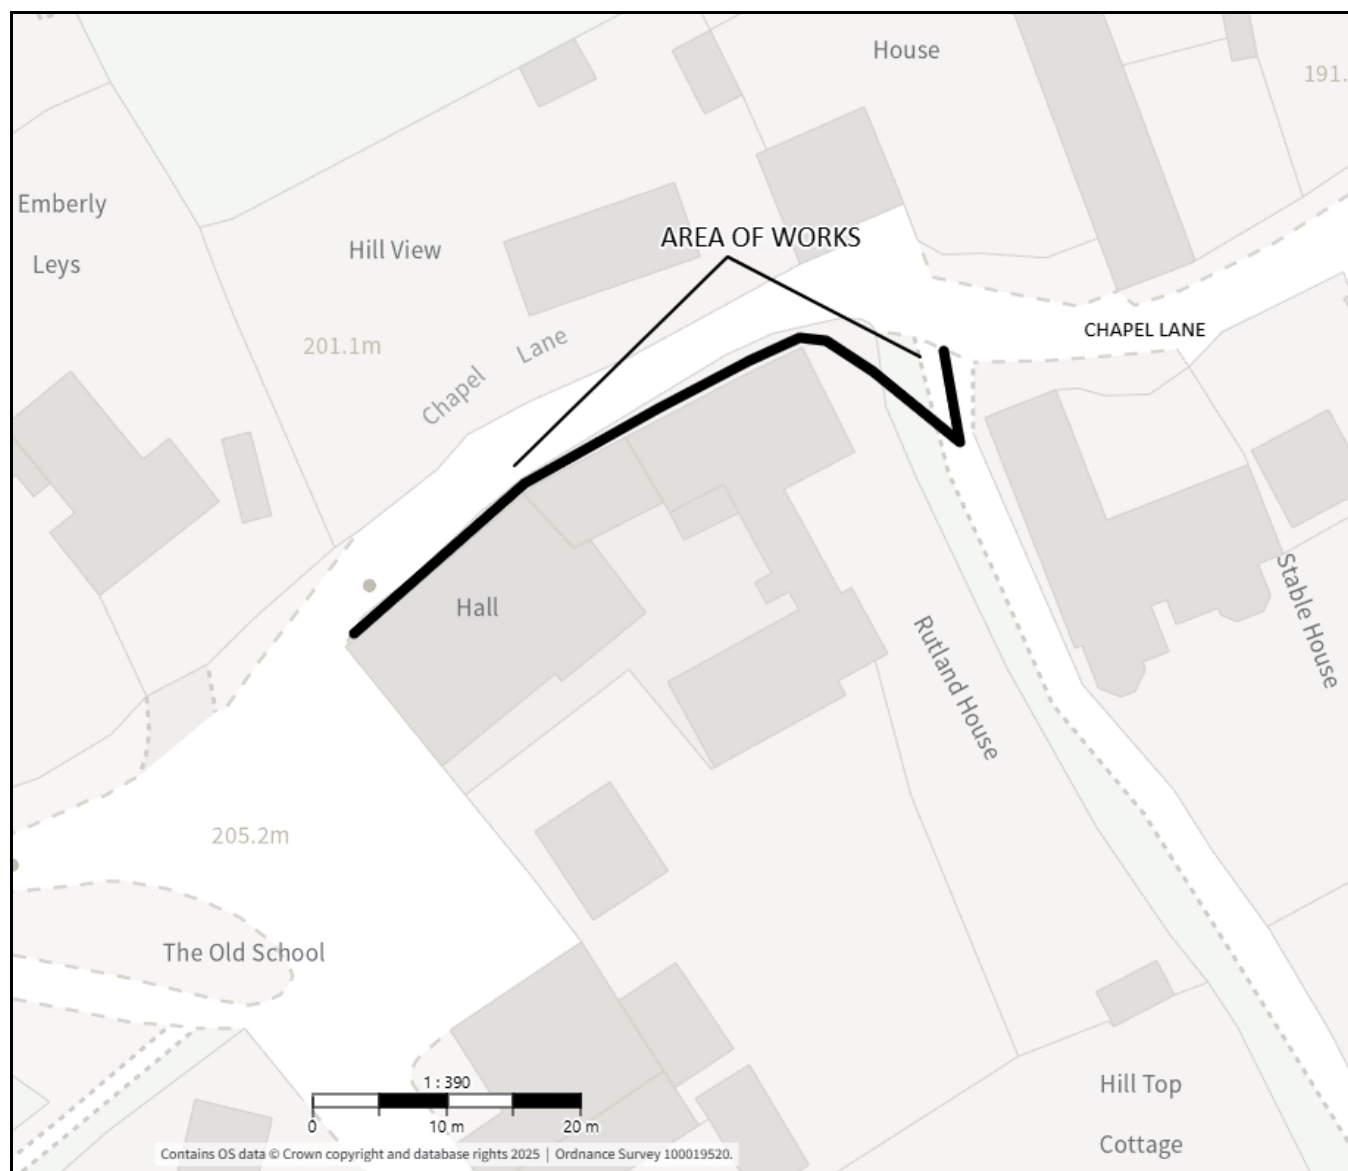 House
191.
Emberly
Leys
Hill View
AREA OF WORKS
201.1m
Chapel Lane
CHAPEL LANE
Hall
Stable House
Rutland House
205.2m
The Old School
1 : 390
0 10 m 20 m
Hill Top
Cottage
Contains OS data © Crown copyright and database rights 2025 | Ordnance Survey 100019520.